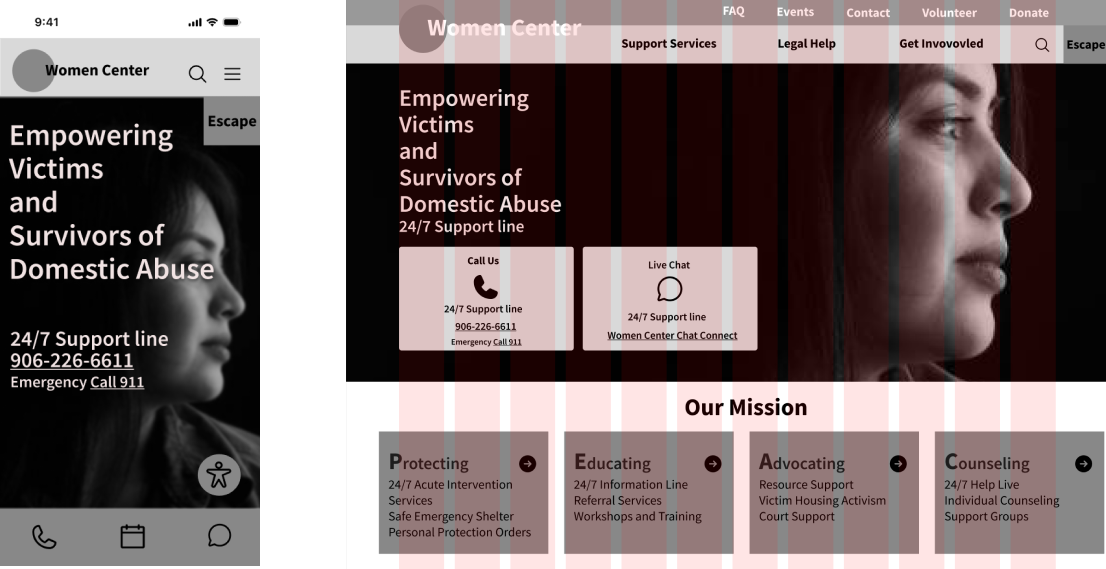 9:41
Women Center
Escape
Empowering
Victims
and
Survivors of
Domestic Abuse
24/7 Support line
906-226-6611
Emergency Call 911
FAQ Events Contact Volunteer Donate
Women Center
Support Services Legal Help Get Invovovled
Escape
Empowering
Victims
and
Survivors of
Domestic Abuse
24/7 Support line
Call Us
24/7 Support line
906-226-6611
Emergency Call 911
Live Chat
24/7 Support line
Women Center Chat Connect
Our Mission
Protecting
24/7 Acute Intervention
Services
Safe Emergency Shelter
Personal Protection Orders
Educating
24/7 Information Line
Referral Services
Workshops and Training
Advocating
Resource Support
Victim Housing Activism
Court Support
Counseling
24/7 Help Live
Individual Counseling
Support Groups